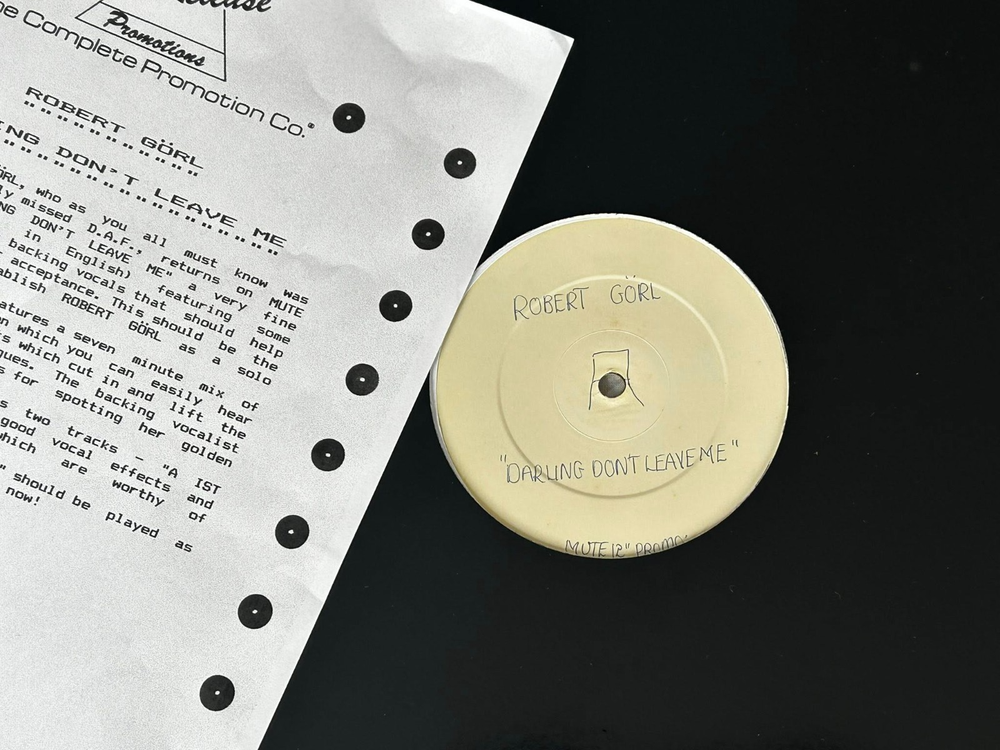 Promotions
Complete Promotion Co.
ROBERT GÖRL
DON'T LEAVE ME
who as you all must know was
missed D.A.F., returns on MUTE
DON'T LEAVE ME" a very fine
in English) featuring some
backing vocals that should help
acceptance. This should be the
ROBERT GÖRL as a solo
a seven minute mix of
which you can easily hear
which cut in and lift the
The backing vocalist
for spotting her golden
two tracks - "A IST
good vocal effects and
which are worthy of
" should be played as
now!
ROBERT GÖRL
"DARLING DON'T LEAVE ME"
MUTE 12" PROMO"